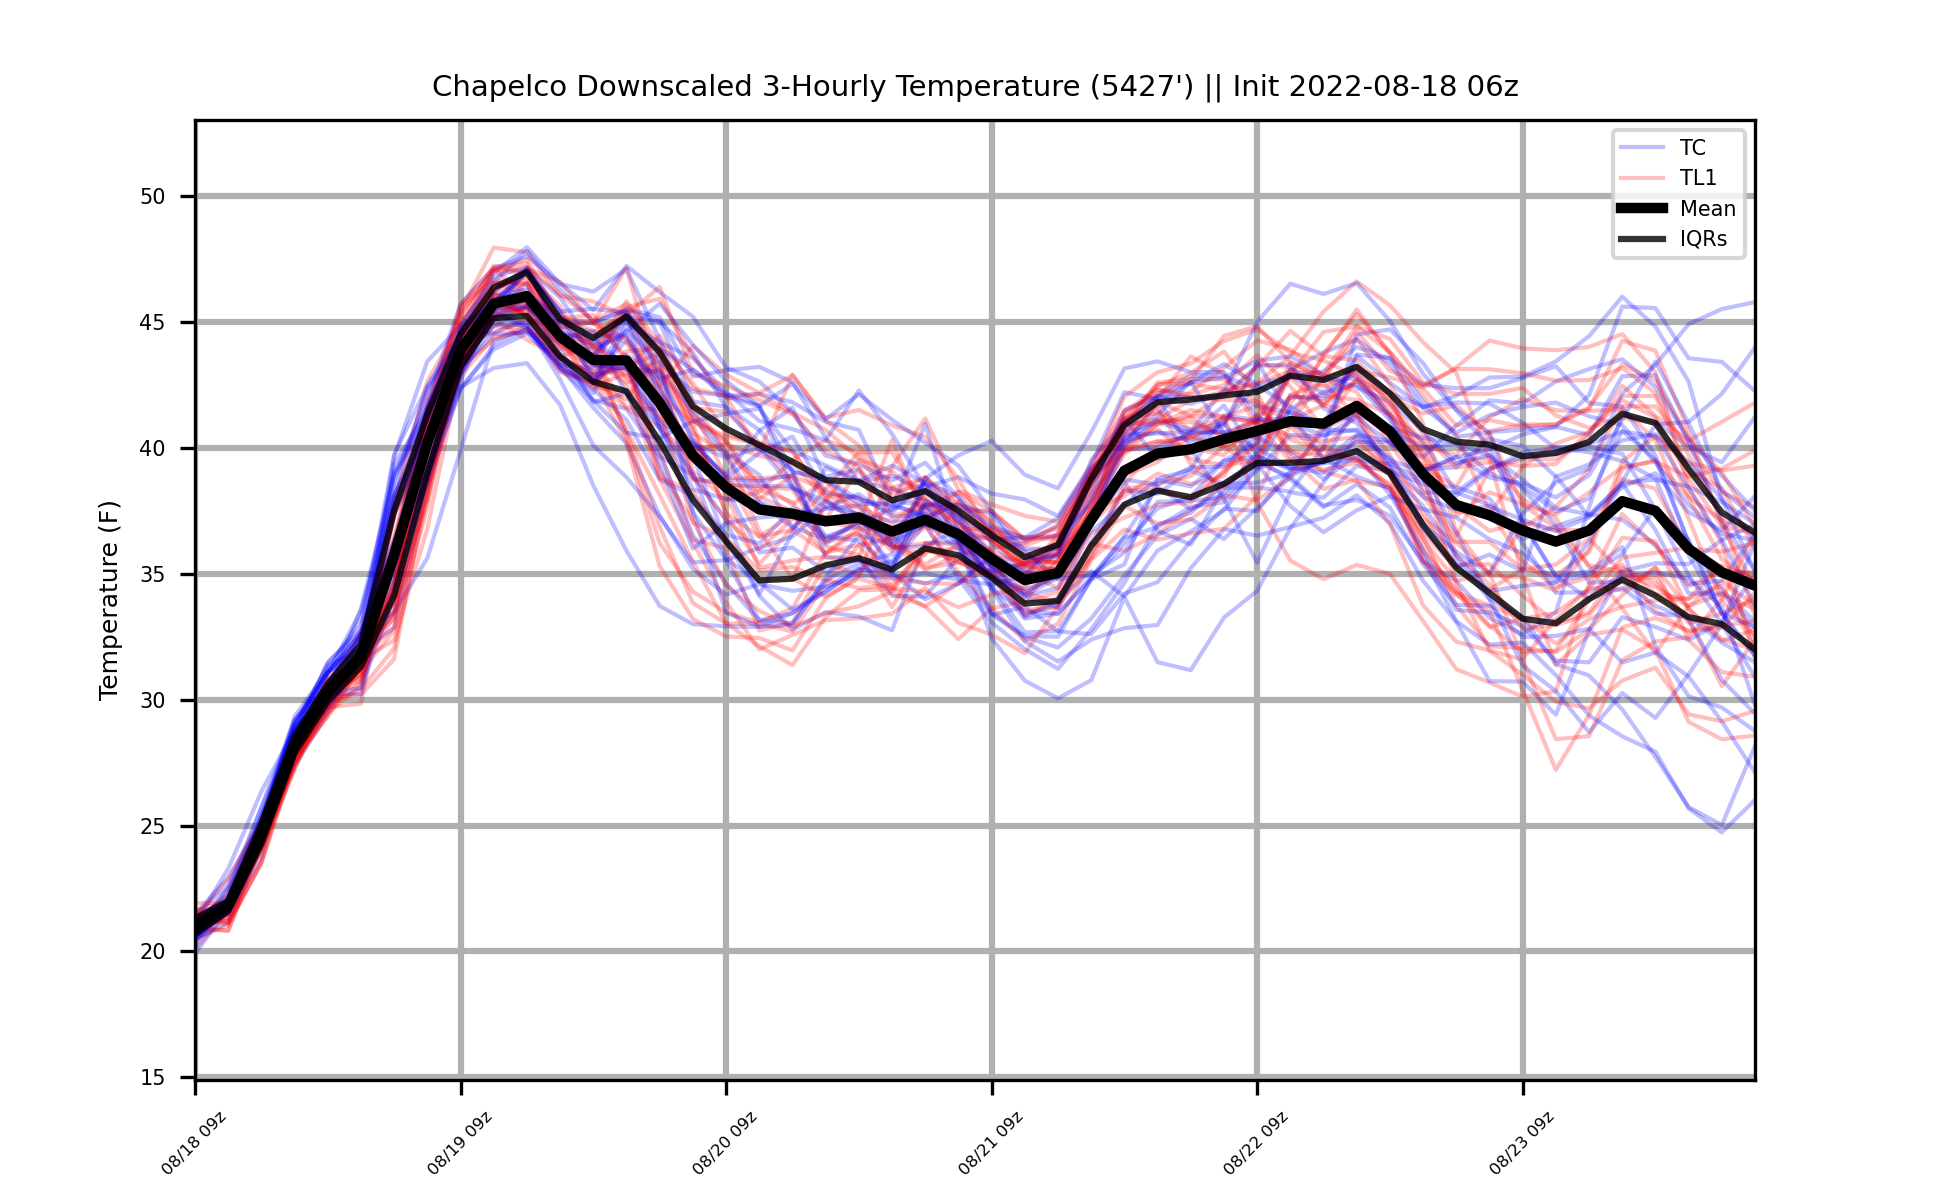 Chapelco Downscaled 3-Hourly Temperature (5427') || Init 2022-08-18 06z
TC
TL1
Mean
IQRs
Temperature (F)
50
45
40
35
30
25
20
15
08/18 09z
08/19 09z
08/20 09z
08/21 09z
08/22 09z
08/23 09z